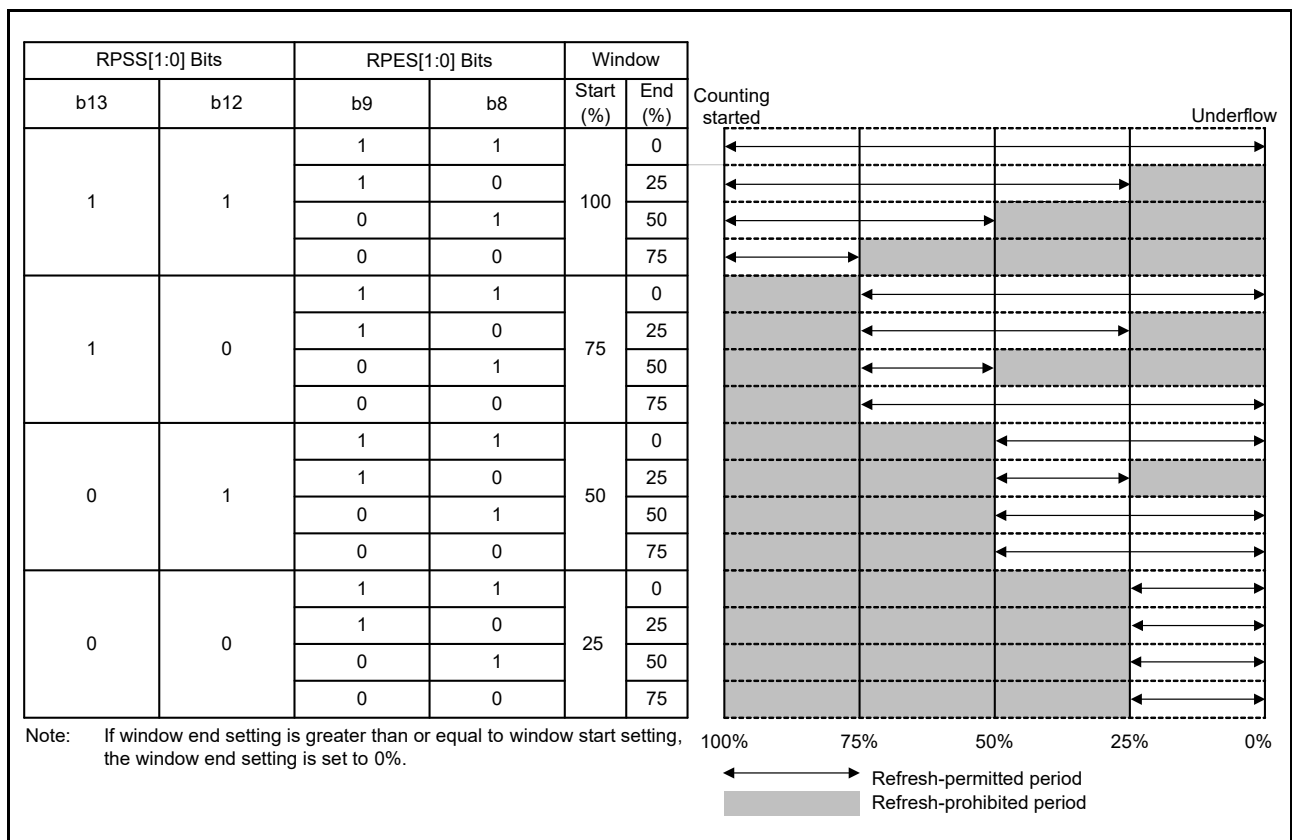 RPSS[1:0] Bits RPES[1:0] Bits Window
b13 b12 b9 b8 Start (%) End (%)
Counting started Underflow
1 1 0
1 0 25
1 1 100
0 1 50
0 0 75
1 1 0
1 0 25
1 0 75
0 1 50
0 0 75
1 1 0
1 0 25
0 1 50
0 1 50
0 0 75
1 1 0
1 0 25
0 0 25
0 1 50
0 0 75
Note: If window end setting is greater than or equal to window start setting,
the window end setting is set to 0%.
100% 75% 50% 25% 0%
Refresh-permitted period
Refresh-prohibited period